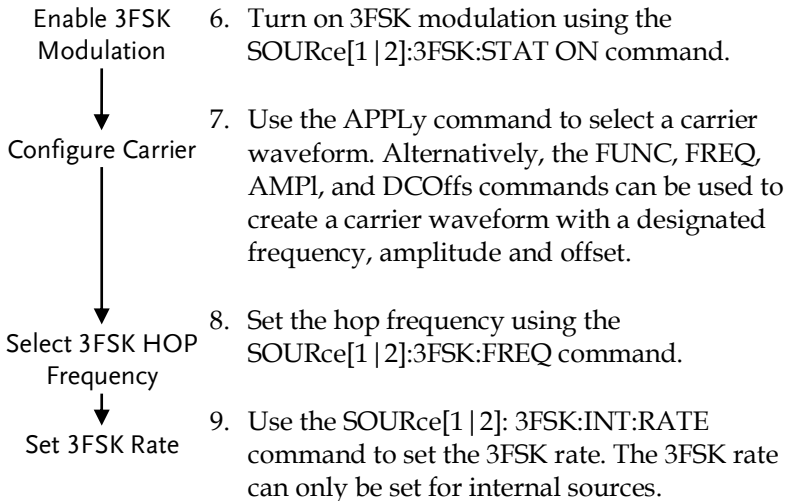 Enable 3FSK
Modulation
6. Turn on 3FSK modulation using the
SOURce[1|2]:3FSK:STAT ON command.
Configure Carrier
7. Use the APPLy command to select a carrier
waveform. Alternatively, the FUNC, FREQ,
AMPl, and DCOffs commands can be used to
create a carrier waveform with a designated
frequency, amplitude and offset.
Select 3FSK HOP
Frequency
8. Set the hop frequency using the
SOURce[1|2]:3FSK:FREQ command.
Set 3FSK Rate
9. Use the SOURce[1|2]: 3FSK:INT:RATE
command to set the 3FSK rate. The 3FSK rate
can only be set for internal sources.